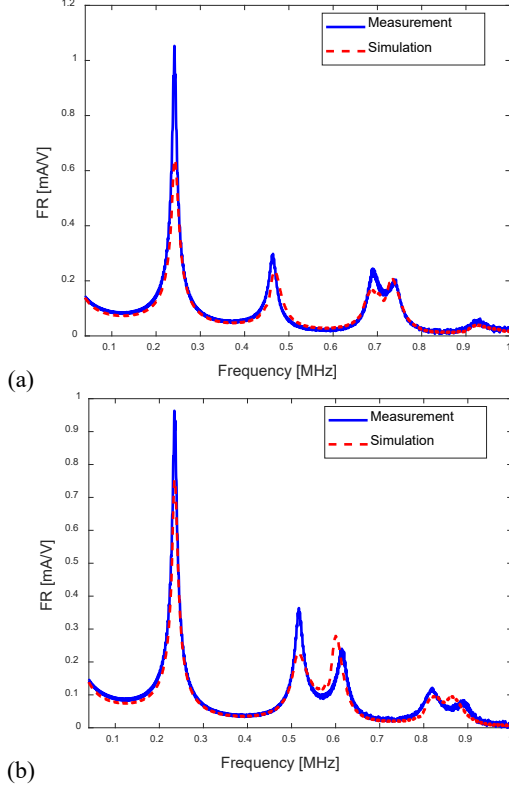 1.2
1
0.8
0.6
0.4
0.2
0
FR [mA/V]
Measurement
Simulation
0.1 0.2 0.3 0.4 0.5 0.6 0.7 0.8 0.9 1
Frequency [MHz]
(a)
1
0.9
0.8
0.7
0.6
0.5
0.4
0.3
0.2
0.1
0
FR [mA/V]
Measurement
Simulation
0.1 0.2 0.3 0.4 0.5 0.6 0.7 0.8 0.9
Frequency [MHz]
(b)